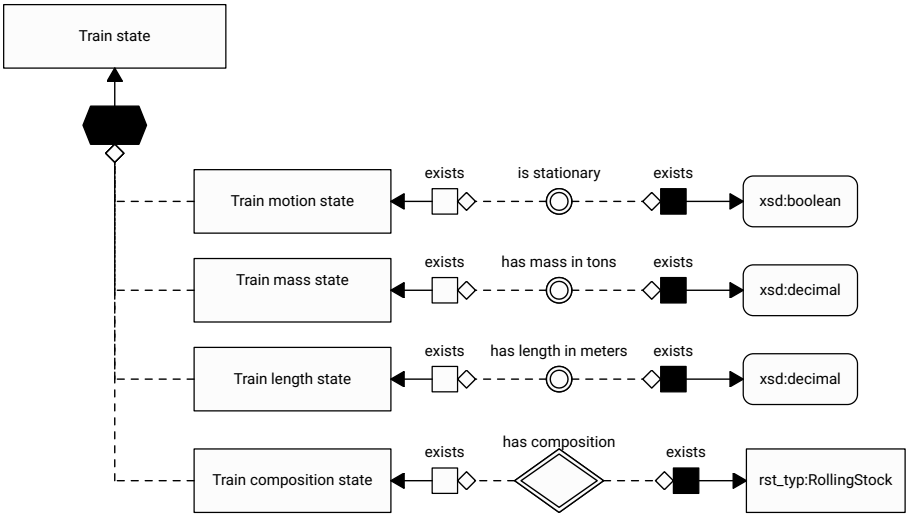 Train state
exists is stationary exists
Train motion state xsd:boolean
exists has mass in tons exists
Train mass state xsd:decimal
exists has length in meters exists
Train length state xsd:decimal
exists has composition exists
Train composition state rst_typ:RollingStock